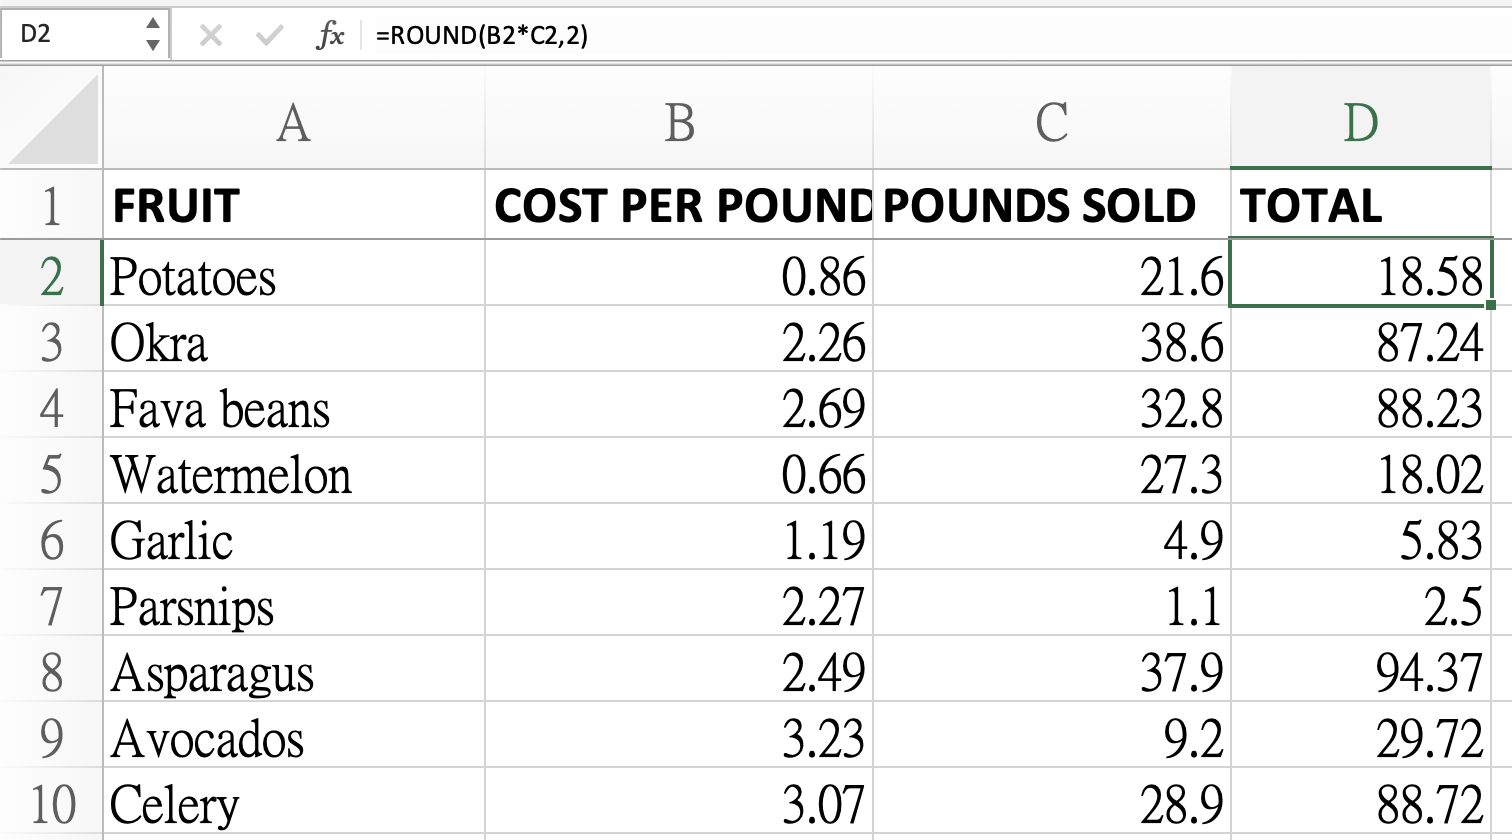 D2 fx =ROUND(B2*C2,2)
A B C D
1 FRUIT COST PER POUND POUNDS SOLD TOTAL
2 Potatoes 0.86 21.6 18.58
3 Okra 2.26 38.6 87.24
4 Fava beans 2.69 32.8 88.23
5 Watermelon 0.66 27.3 18.02
6 Garlic 1.19 4.9 5.83
7 Parsnips 2.27 1.1 2.5
8 Asparagus 2.49 37.9 94.37
9 Avocados 3.23 9.2 29.72
10 Celery 3.07 28.9 88.72